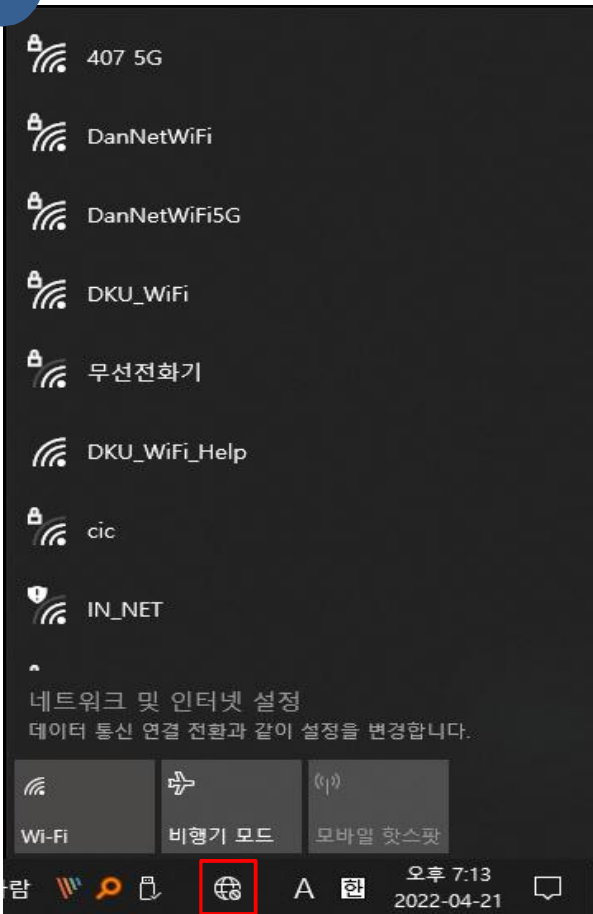 407 5G
DanNetWiFi
DanNetWiFi5G
DKU_WiFi
무선전화기
DKU_WiFi_Help
cic
IN_NET
네트워크 및 인터넷 설정
데이터 통신 연결 전환과 같이 설정을 변경합니다.
Wi-Fi 비행기 모드 모바일 핫스팟
람 A 한 오후 7:13
2022-04-21